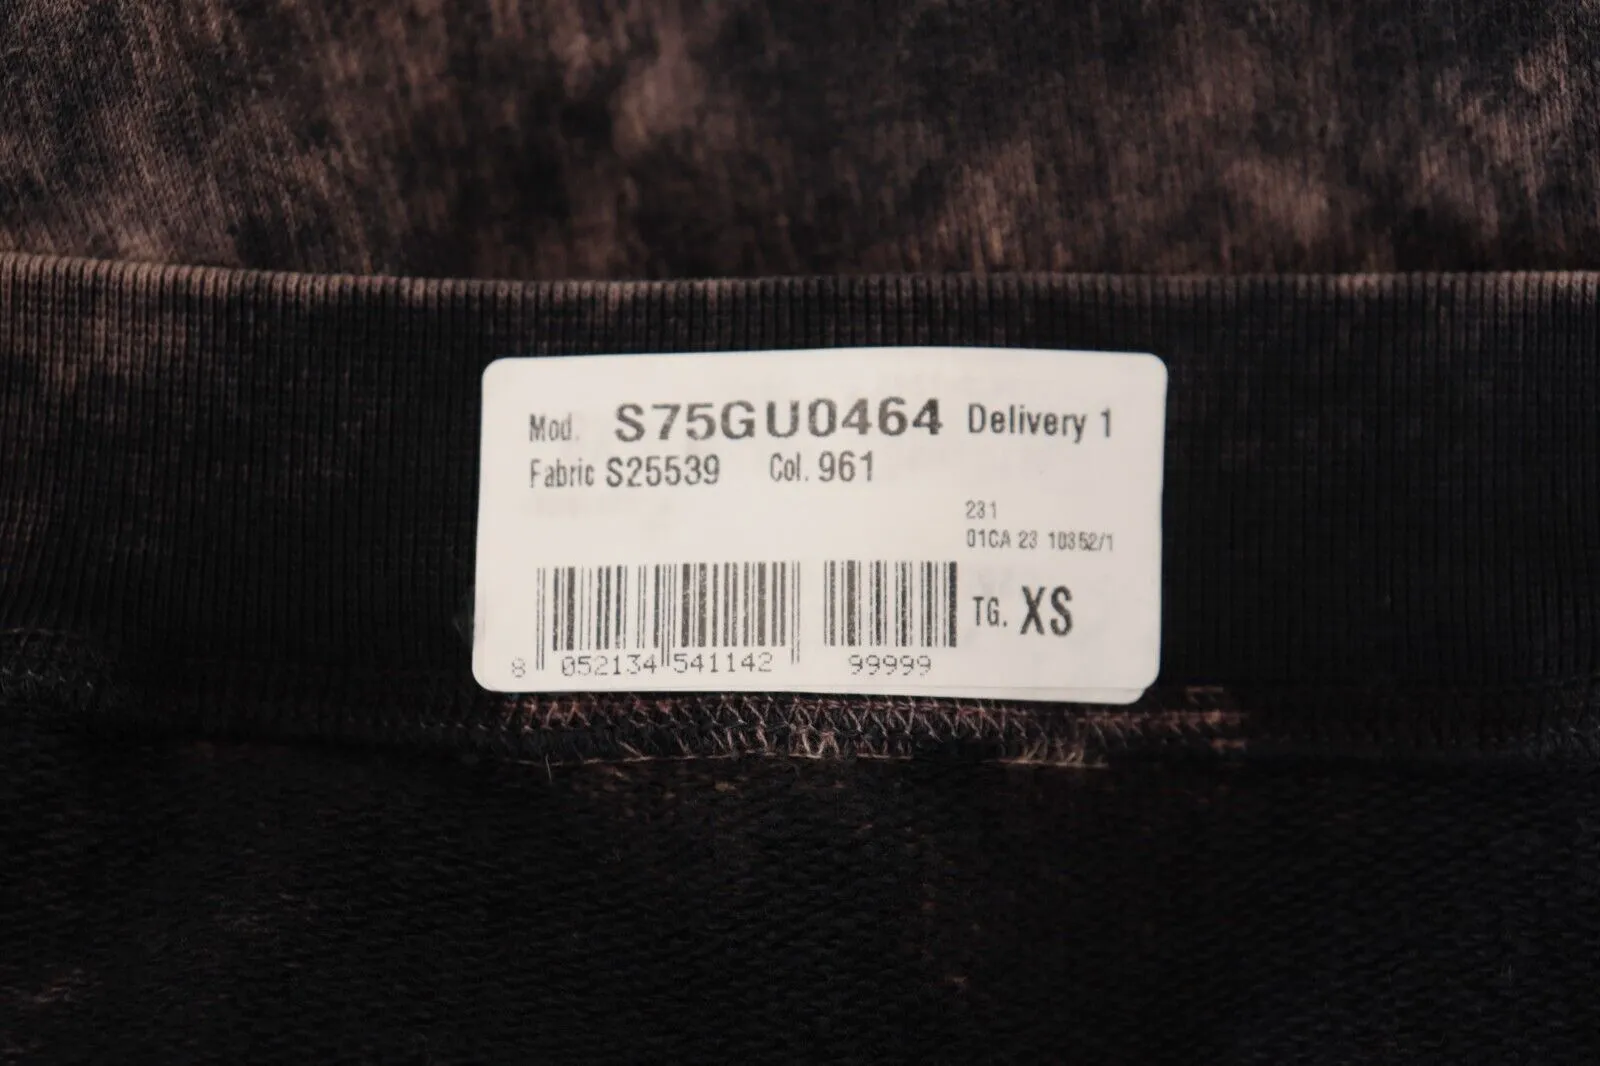 Mod. S75GU0464 Delivery 1
Fabric S25539 Col. 961
231
01CA 23 10352/1
TG. XS
8 052134 541142 99999